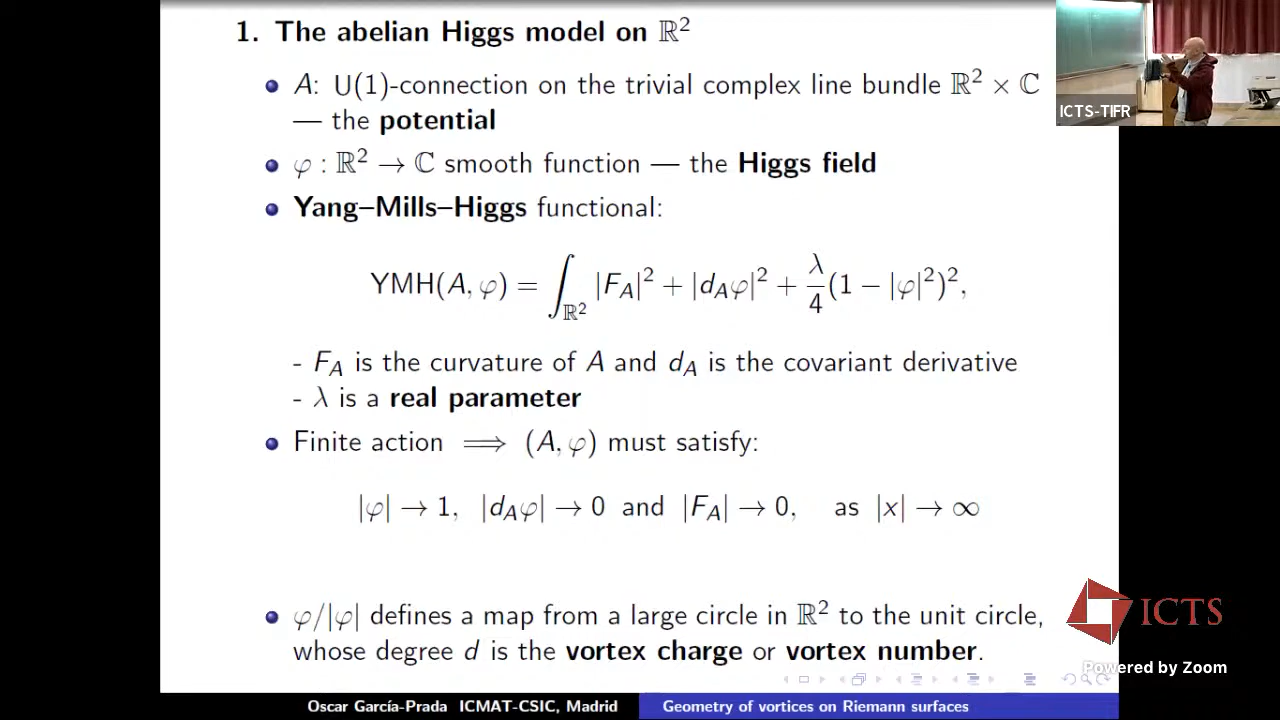 1. The abelian Higgs model on ℝ²
A: U(1)-connection on the trivial complex line bundle ℝ² × ℂ
— the potential
φ : ℝ² → ℂ smooth function — the Higgs field
Yang–Mills–Higgs functional:
YMH(A, φ) = ∫_ℝ² |F_A|² + |d_Aφ|² + λ/4 (1 − |φ|²)²,
- F_A is the curvature of A and d_A is the covariant derivative
- λ is a real parameter
Finite action ⟹ (A, φ) must satisfy:
|φ| → 1, |d_Aφ| → 0 and |F_A| → 0, as |x| → ∞
φ/|φ| defines a map from a large circle in ℝ² to the unit circle,
whose degree d is the vortex charge or vortex number.
Oscar García-Prada ICMAT-CSIC, Madrid
Geometry of vortices on Riemann surfaces
ICTS-TIFR
ICTS
Powered by Zoom